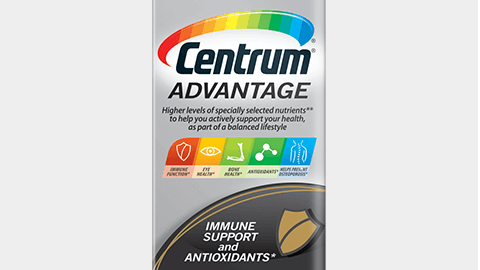 Centrum®
ADVANTAGE
Higher levels of specially selected nutrients**
to help you actively support your health,
as part of a balanced lifestyle
IMMUNE
FUNCTION*
EYE
HEALTH*
BONE
HEALTH*
ANTIOXIDANTS*
HELPS PREVENT
OSTEOPOROSIS*
IMMUNE
SUPPORT
and
ANTIOXIDANTS*